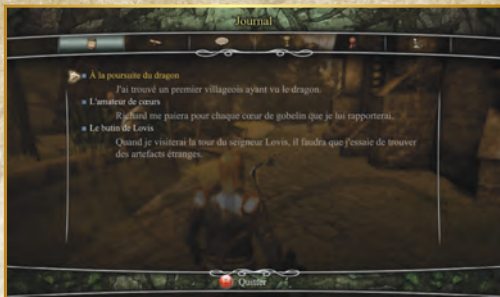 Journal
À la poursuite du dragon
J'ai trouvé un premier villageois ayant vu le dragon.
L'amateur de cœurs
Richard me paiera pour chaque cœur de gobelin que je lui rapporterai.
Le butin de Lovis
Quand je visiterai la tour du seigneur Lovis, il faudra que j'essaie de trouver
des artefacts étranges.
Quitter